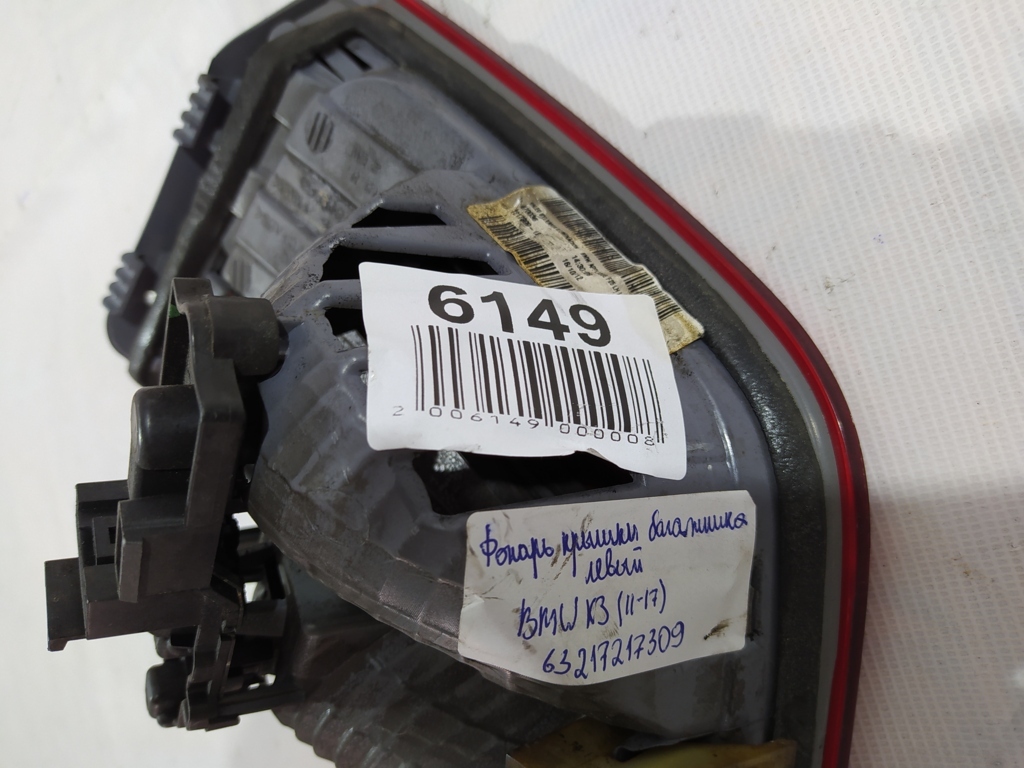 6149
2 006149 000008
Фонарь крышки багажника
левый
BMW X3 (11-17)
63217217309